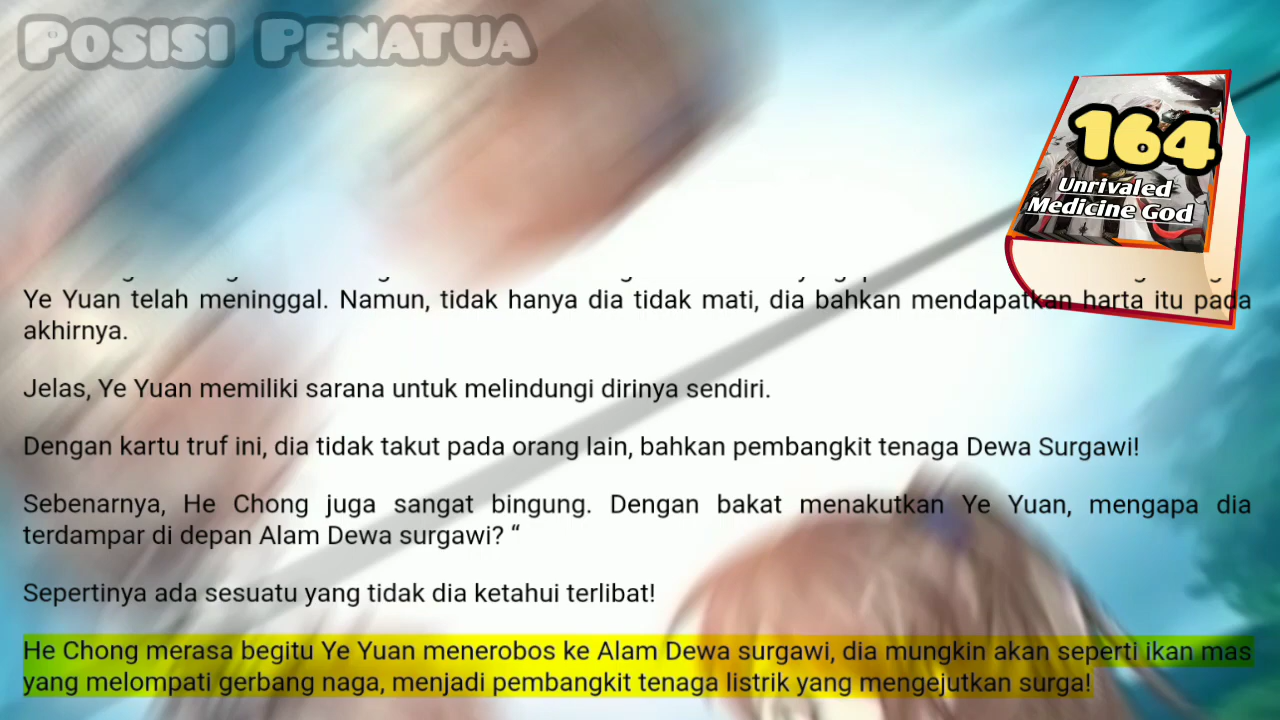 Posisi Penatua
164
Unrivaled
Medicine God
Ye Yuan telah meninggal. Namun, tidak hanya dia tidak mati, dia bahkan mendapatkan harta itu pada
akhirnya.
Jelas, Ye Yuan memiliki sarana untuk melindungi dirinya sendiri.
Dengan kartu truf ini, dia tidak takut pada orang lain, bahkan pembangkit tenaga Dewa Surgawi!
Sebenarnya, He Chong juga sangat bingung. Dengan bakat menakutkan Ye Yuan, mengapa dia
terdampar di depan Alam Dewa surgawi? “
Sepertinya ada sesuatu yang tidak dia ketahui terlibat!
He Chong merasa begitu Ye Yuan menerobos ke Alam Dewa surgawi, dia mungkin akan seperti ikan mas
yang melompati gerbang naga, menjadi pembangkit tenaga listrik yang mengejutkan surga!